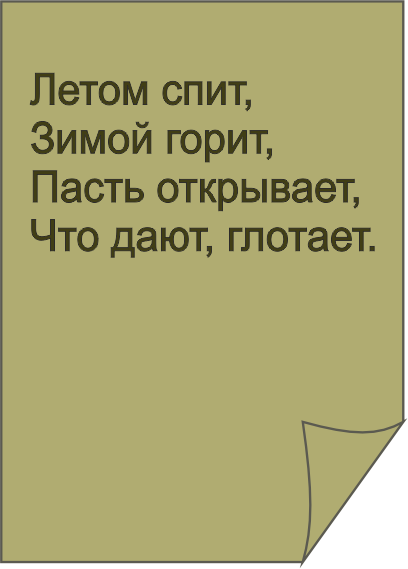 Летом спит,
Зимой горит,
Пасть открывает,
Что дают, глотает.